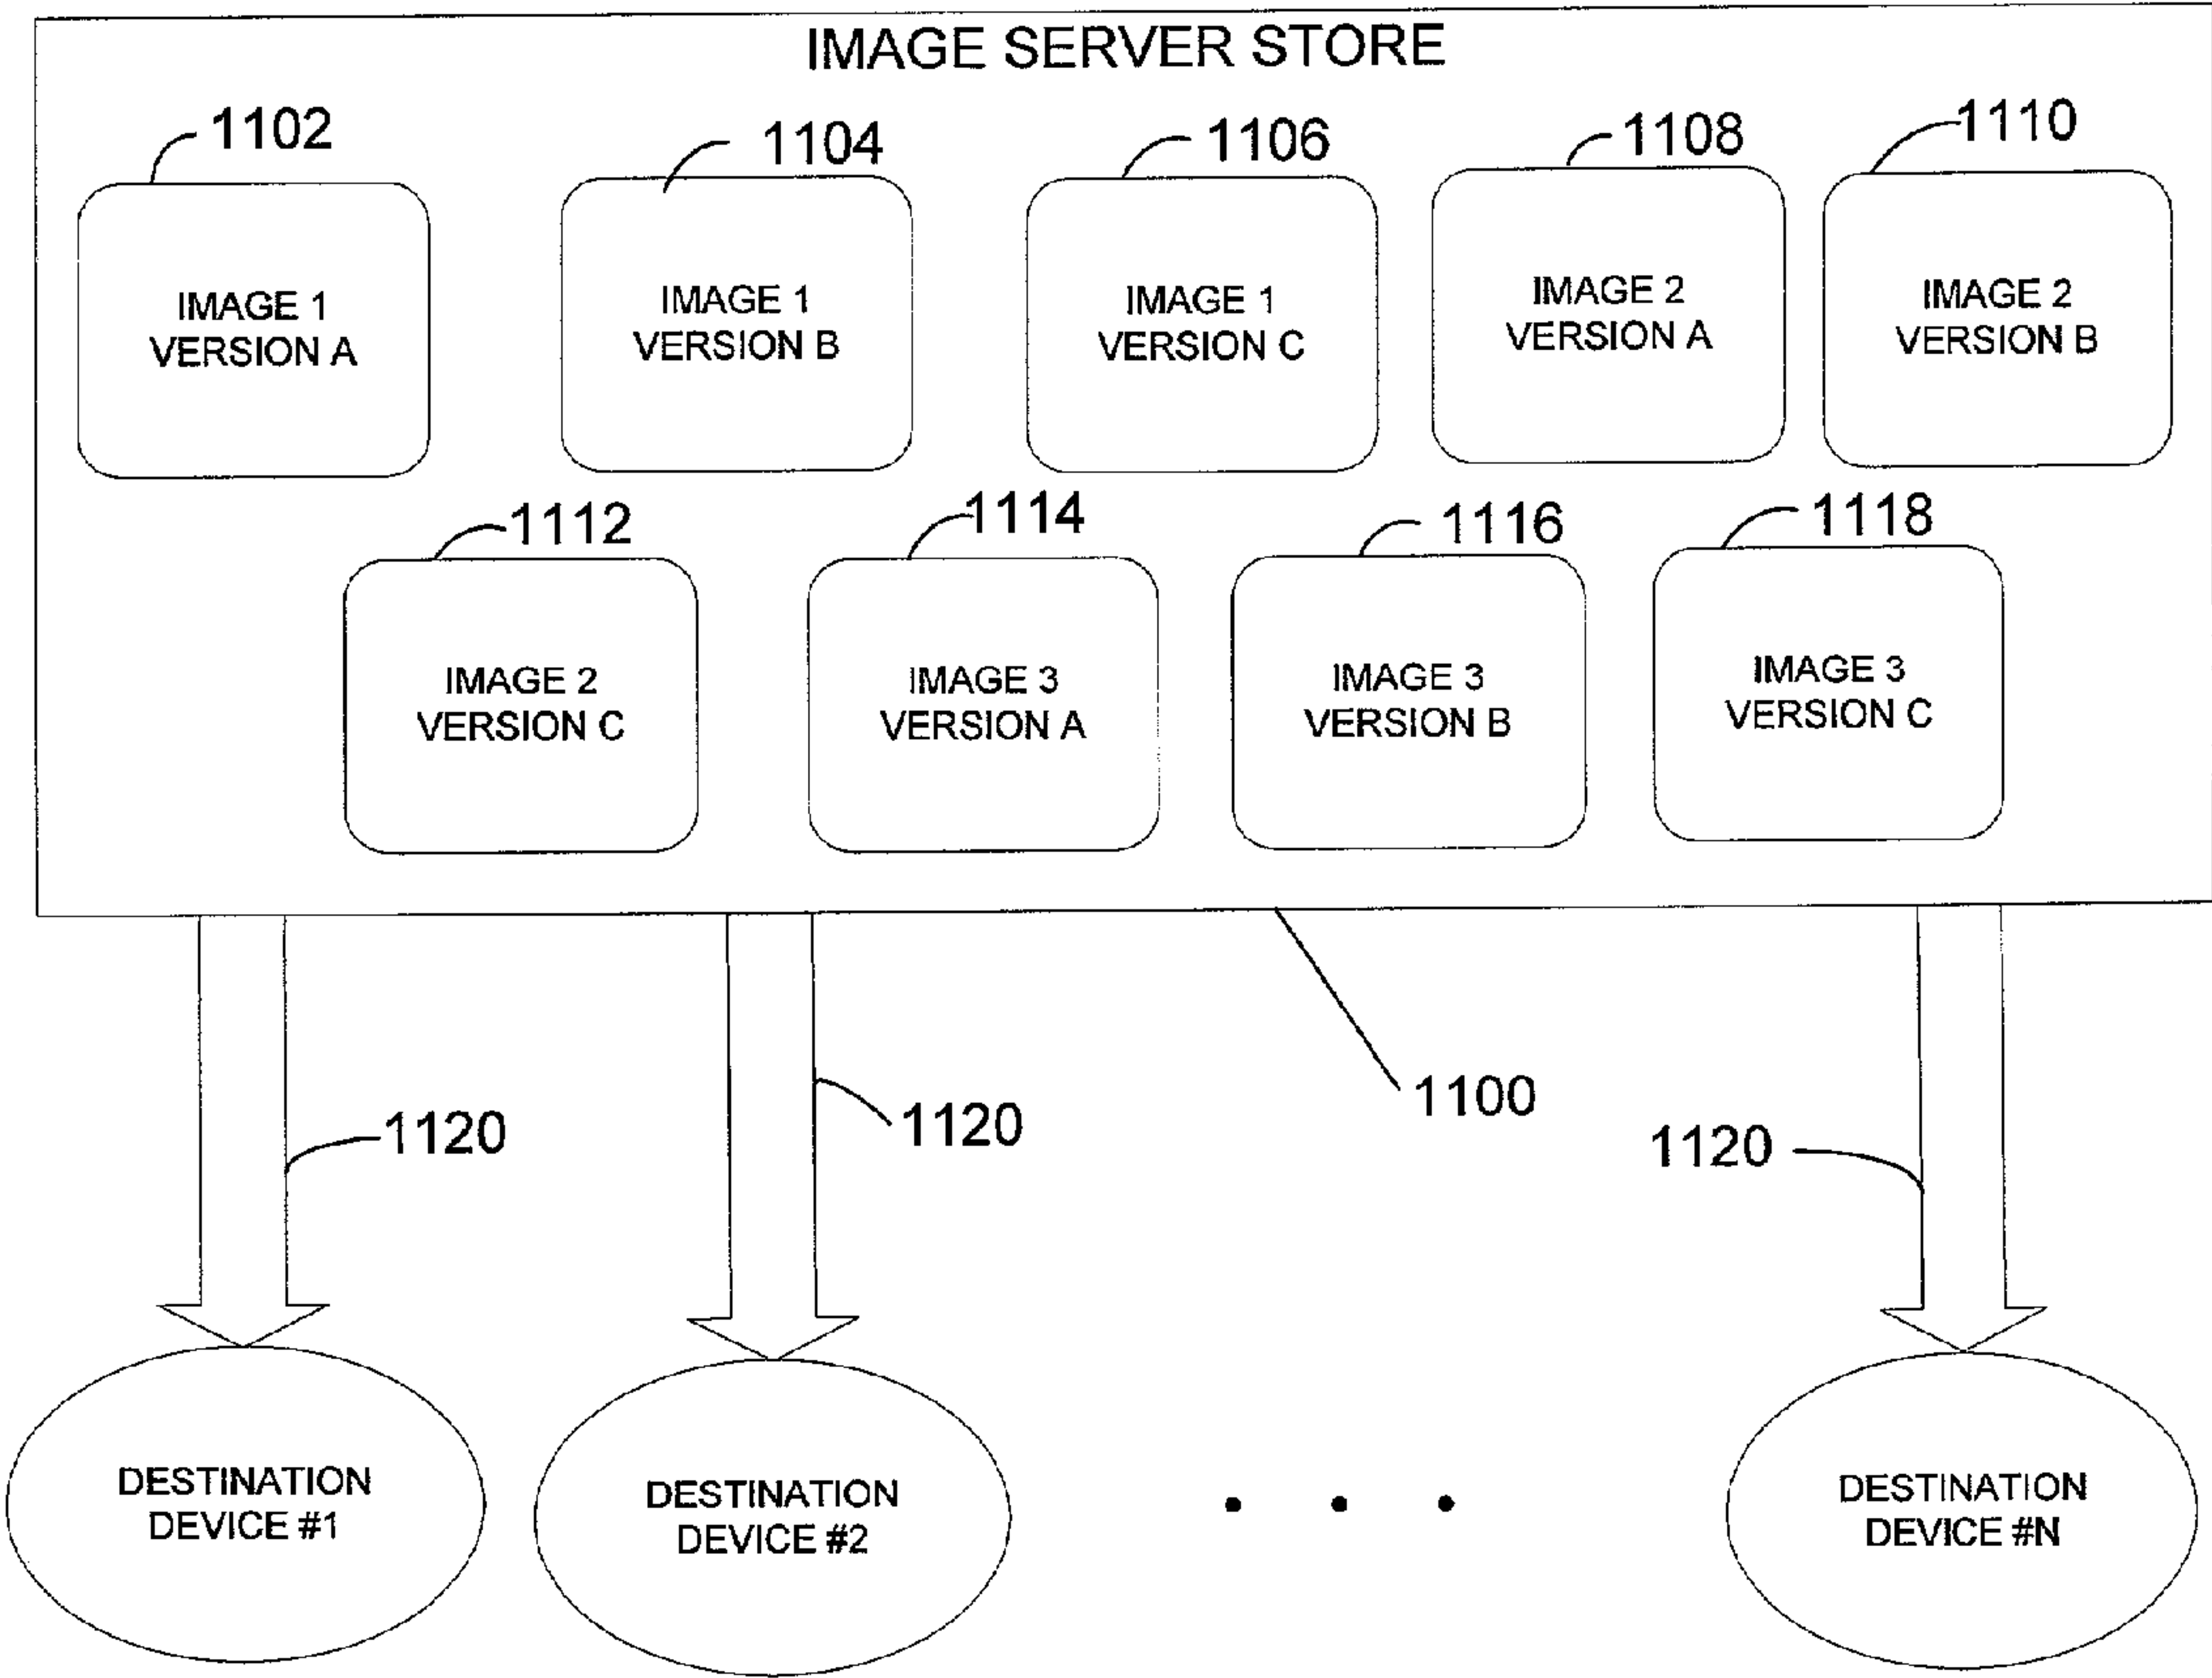 IMAGE SERVER STORE
1102
1104
1106
1108
1110
IMAGE 1
VERSION A
IMAGE 1
VERSION B
IMAGE 1
VERSION C
IMAGE 2
VERSION A
IMAGE 2
VERSION B
1112
1114
1116
1118
IMAGE 2
VERSION C
IMAGE 3
VERSION A
IMAGE 3
VERSION B
IMAGE 3
VERSION C
1120
1120
1100
1120
DESTINATION
DEVICE #1
DESTINATION
DEVICE #2
DESTINATION
DEVICE #N